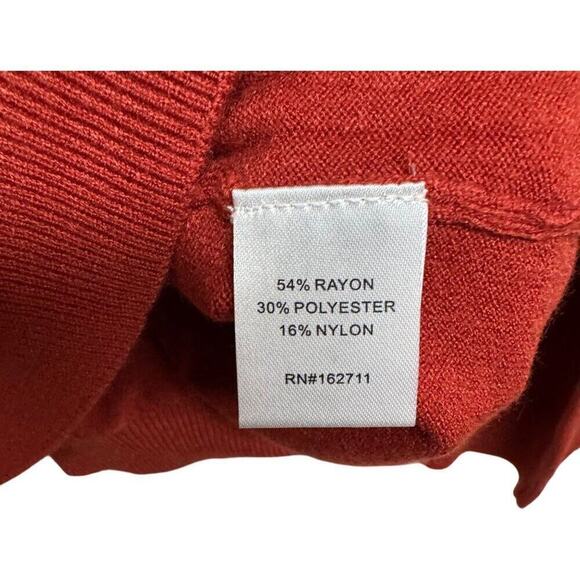 54% RAYON
30% POLYESTER
16% NYLON
RN#162711